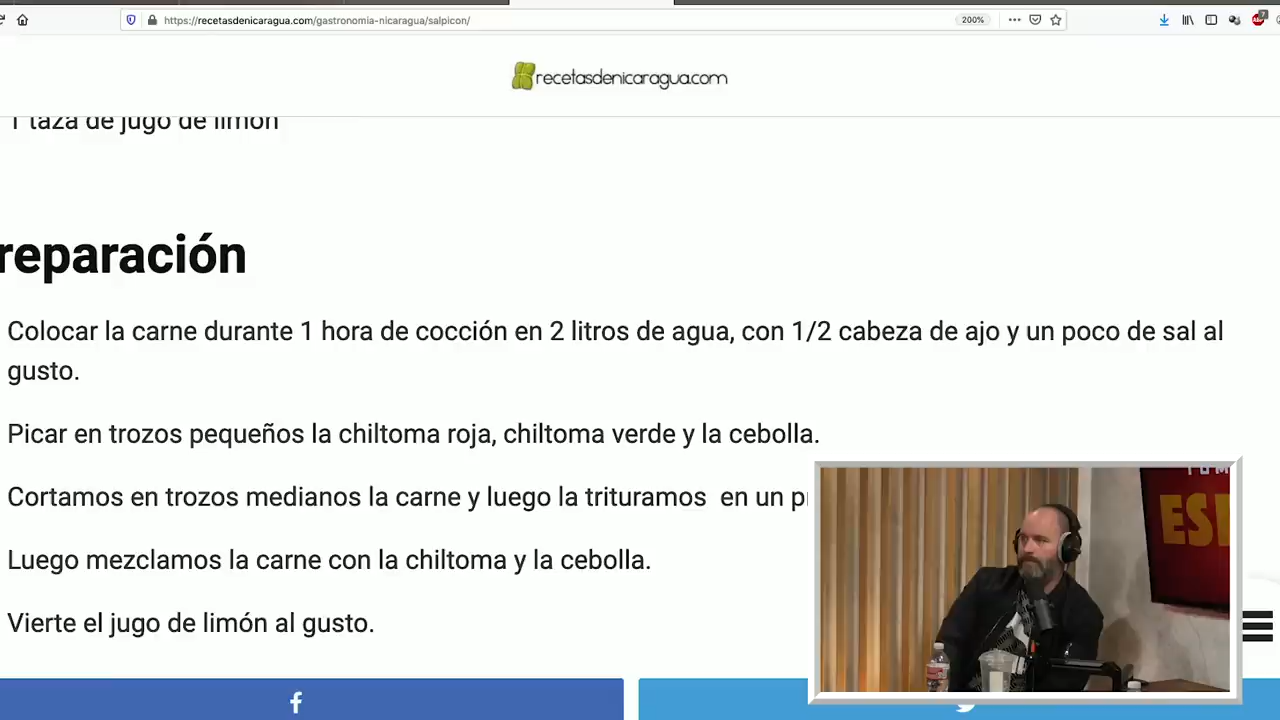 https://recetasdenicaragua.com/gastronomia-nicaragua/salpicon/
200%
recetasdenicaragua.com
1 taza de jugo de limón
reparación
Colocar la carne durante 1 hora de cocción en 2 litros de agua, con 1/2 cabeza de ajo y un poco de sal al
gusto.
Picar en trozos pequeños la chiltoma roja, chiltoma verde y la cebolla.
Cortamos en trozos medianos la carne y luego la trituramos en un
Luego mezclamos la carne con la chiltoma y la cebolla.
Vierte el jugo de limón al gusto.